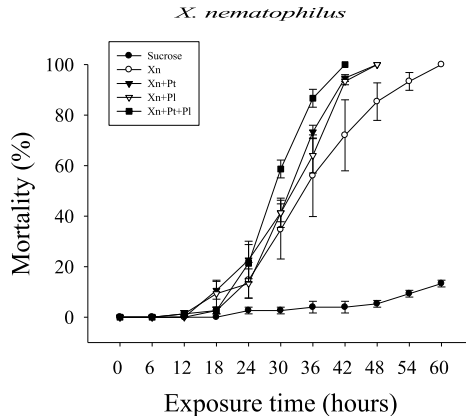 X. nematophilus
Sucrose
Xn
Xn+Pt
Xn+Pl
Xn+Pt+Pl
Mortality (%)
100
80
60
40
20
0
0 6 12 18 24 30 36 42 48 54 60
Exposure time (hours)